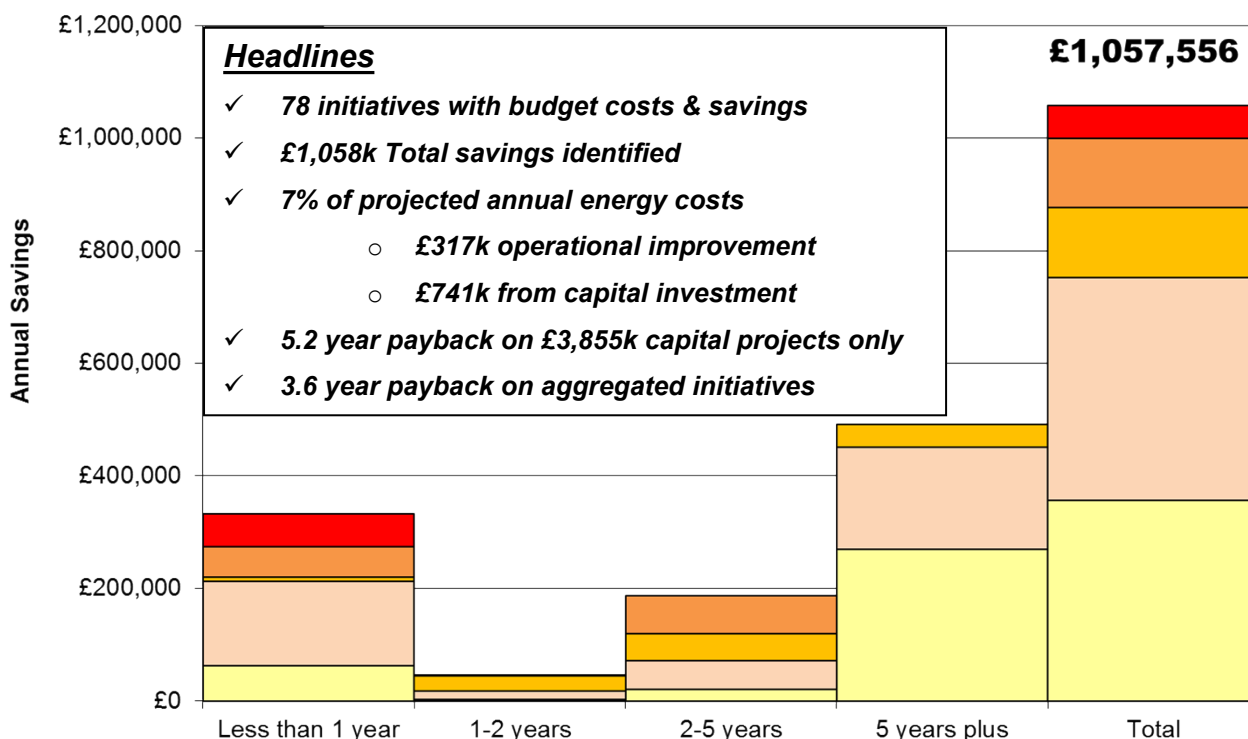 £1,200,000
£1,000,000
£800,000
£600,000
£400,000
£200,000
£0
Annual Savings
Headlines
✓ 78 initiatives with budget costs & savings
✓ £1,058k Total savings identified
✓ 7% of projected annual energy costs
o £317k operational improvement
o £741k from capital investment
✓ 5.2 year payback on £3,855k capital projects only
✓ 3.6 year payback on aggregated initiatives
£1,057,556
Less than 1 year
1-2 years
2-5 years
5 years plus
Total